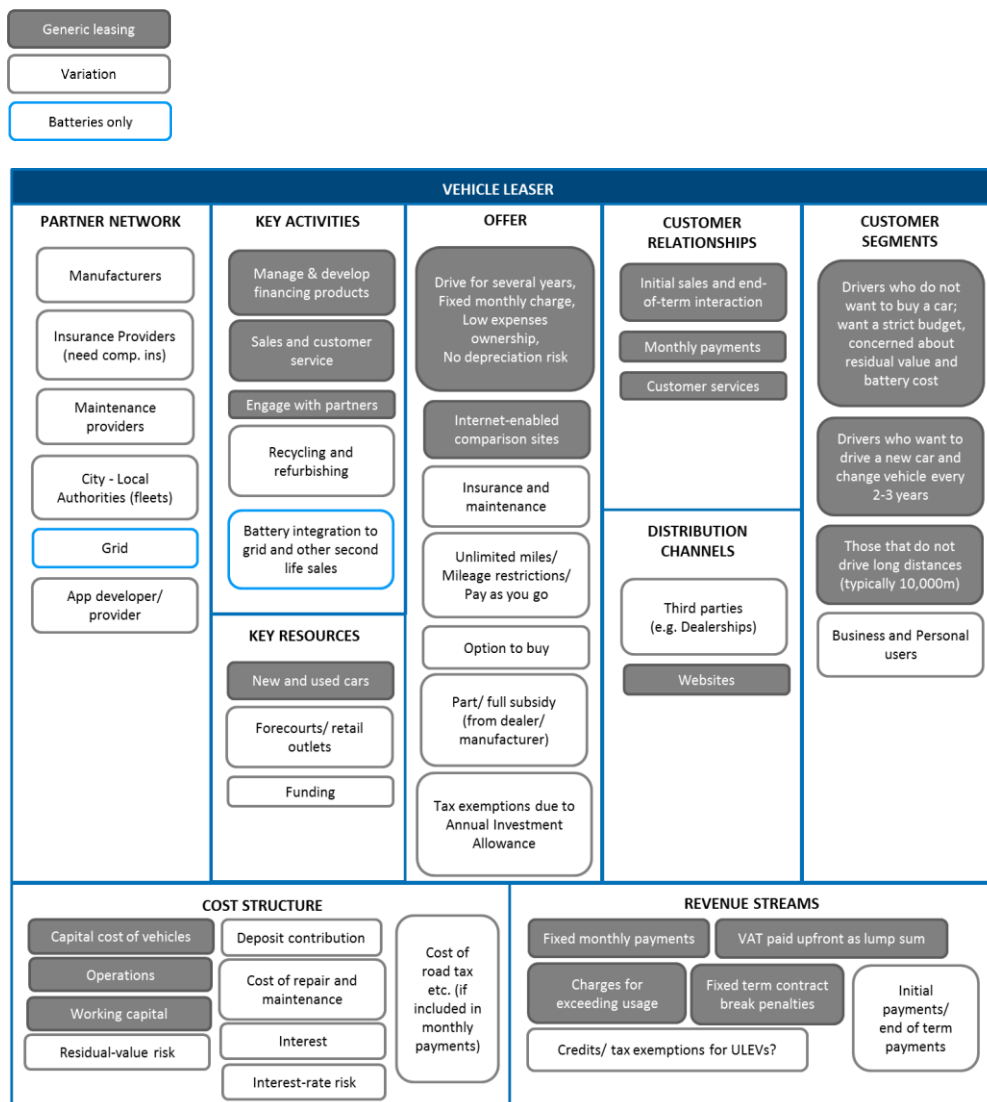 Generic leasing
Variation
Batteries only
VEHICLE LEASER
PARTNER NETWORK
Manufacturers
Insurance Providers
(need comp. ins)
Maintenance
providers
City - Local
Authorities (fleets)
Grid
App developer/
provider
KEY ACTIVITIES
Manage & develop
financing products
Sales and customer
service
Engage with partners
Recycling and
refurbishing
Battery integration to
grid and other second
life sales
KEY RESOURCES
New and used cars
Forecourts/ retail
outlets
Funding
OFFER
Drive for several years,
Fixed monthly charge,
Low expenses
ownership,
No depreciation risk
Internet-enabled
comparison sites
Insurance and
maintenance
Unlimited miles/
Mileage restrictions/
Pay as you go
Option to buy
Part/ full subsidy
(from dealer/
manufacturer)
Tax exemptions due to
Annual Investment
Allowance
CUSTOMER
RELATIONSHIPS
Initial sales and end-
of-term interaction
Monthly payments
Customer services
DISTRIBUTION
CHANNELS
Third parties
(e.g. Dealerships)
Websites
CUSTOMER
SEGMENTS
Drivers who do not
want to buy a car;
want a strict budget,
concerned about
residual value and
battery cost
Drivers who want to
drive a new car and
change vehicle every
2-3 years
Those that do not
drive long distances
(typically 10,000m)
Business and Personal
users
COST STRUCTURE
Capital cost of vehicles
Operations
Working capital
Residual-value risk
Deposit contribution
Cost of repair and
maintenance
Interest
Interest-rate risk
Cost of
road tax
etc. (if
included in
monthly
payments)
REVENUE STREAMS
Fixed monthly payments
VAT paid upfront as lump sum
Charges for
exceeding usage
Fixed term contract
break penalties
Credits/ tax exemptions for ULEVs?
Initial
payments/
end of term
payments